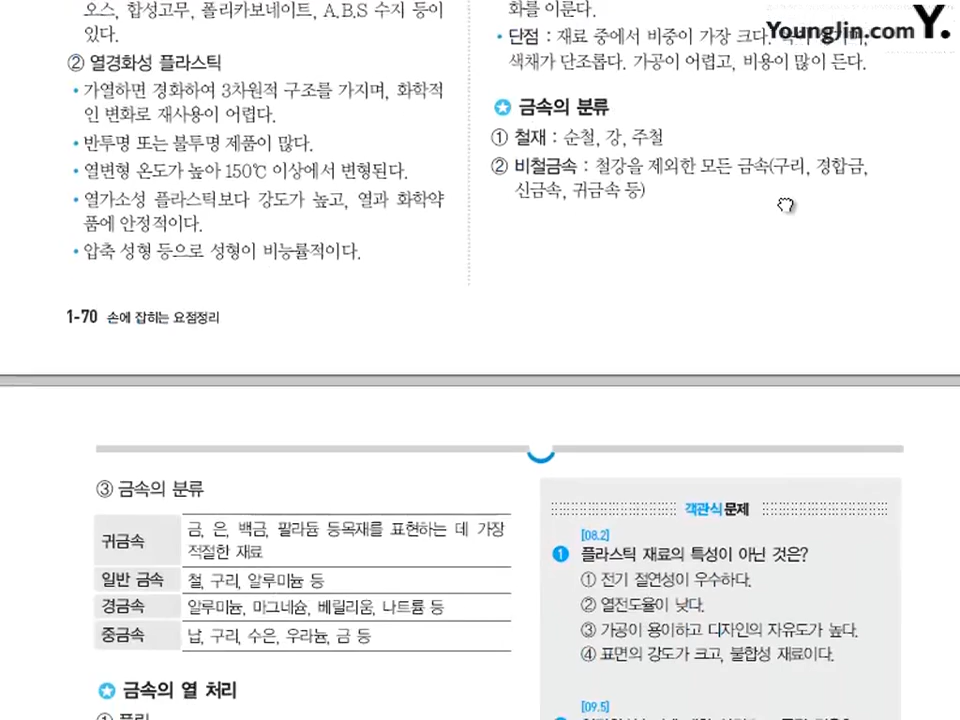 오스, 합성고무, 폴리카보네이트, A.B.S 수지 등이
있다.
② 열경화성 플라스틱
• 가열하면 경화하여 3차원적 구조를 가지며, 화학적
인 변화로 재사용이 어렵다.
• 반투명 또는 불투명 제품이 많다.
• 열변형 온도가 높아 150℃ 이상에서 변형된다.
• 열가소성 플라스틱보다 강도가 높고, 열과 화학약
품에 안정적이다.
• 압축 성형 등으로 성형이 비능률적이다.
1-70 손에 잡히는 요점정리
화를 이룬다.
• 단점 : 재료 중에서 비중이 가장 크다.
색채가 단조롭다. 가공이 어렵고, 비용이 많이 든다.
금속의 분류
① 철재 : 순철, 강, 주철
② 비철금속 : 철강을 제외한 모든 금속(구리, 경합금,
신금속, 귀금속 등)
Younglin.com Y.
③ 금속의 분류
귀금속 금, 은, 백금, 팔라듐 등목재를 표현하는 데 가장
적절한 재료
일반 금속 철, 구리, 알루미늄 등
경금속 알루미늄, 마그네슘, 베릴리움, 나트륨 등
중금속 납, 구리, 수은, 우라늄, 금 등
금속의 열 처리
객관식 문제
[08.2]
1 플라스틱 재료의 특성이 아닌 것은?
① 전기 절연성이 우수하다.
② 열전도율이 낮다.
③ 가공이 용이하고 디자인의 자유도가 높다.
④ 표면의 강도가 크고, 불합성 재료이다.
[09.5]